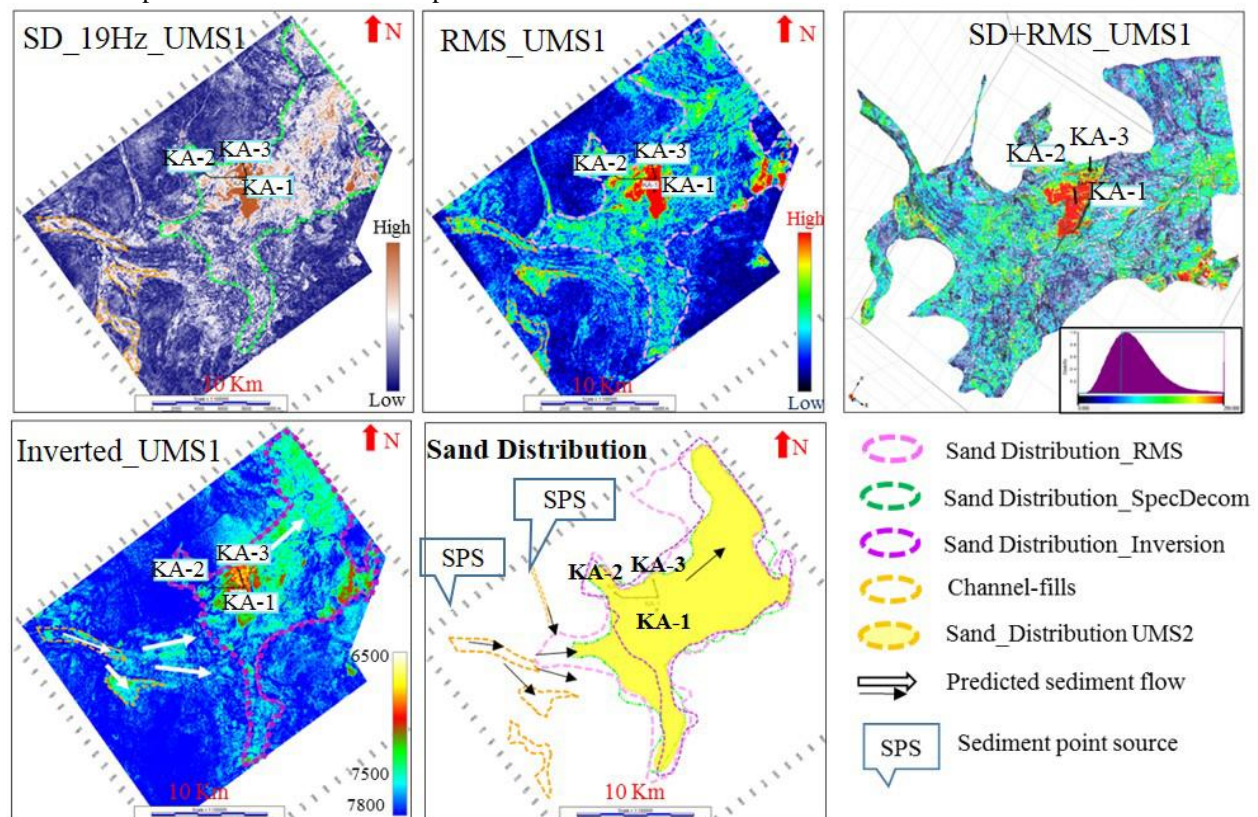 SD_19Hz_UMS1
N
KA-2
KA-3
KA-1
High
Low
10 Km
RMS_UMS1
N
KA-2
KA-3
KA-1
High
Low
10 Km
SD+RMS_UMS1
KA-3
KA-2
KA-1
Inverted_UMS1
N
KA-3
KA-2
KA-1
6500
7500
7800
10 Km
Sand Distribution
N
SPS
SPS
KA-2
KA-3
KA-1
10 Km
Sand Distribution_RMS
Sand Distribution_SpecDecom
Sand Distribution_Inversion
Channel-fills
Sand_Distribution UMS2
Predicted sediment flow
SPS
Sediment point source